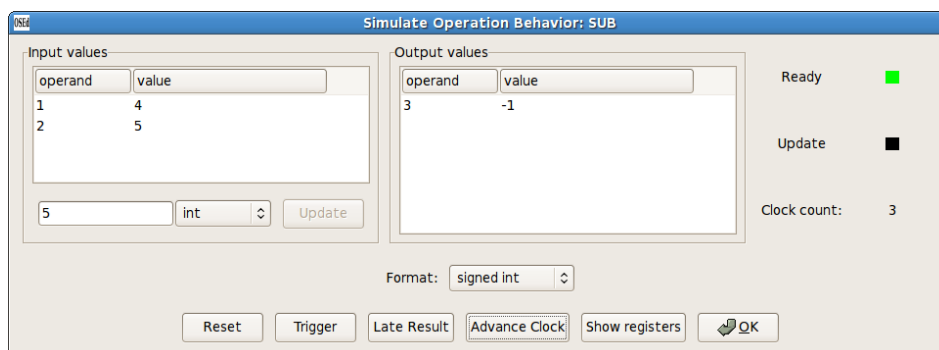 OSEd
Simulate Operation Behavior: SUB
Input values
operand value
1 4
2 5
5 int Update
Output values
operand value
3 -1
Ready
Update
Clock count: 3
Format: signed int
Reset Trigger Late Result Advance Clock Show registers OK